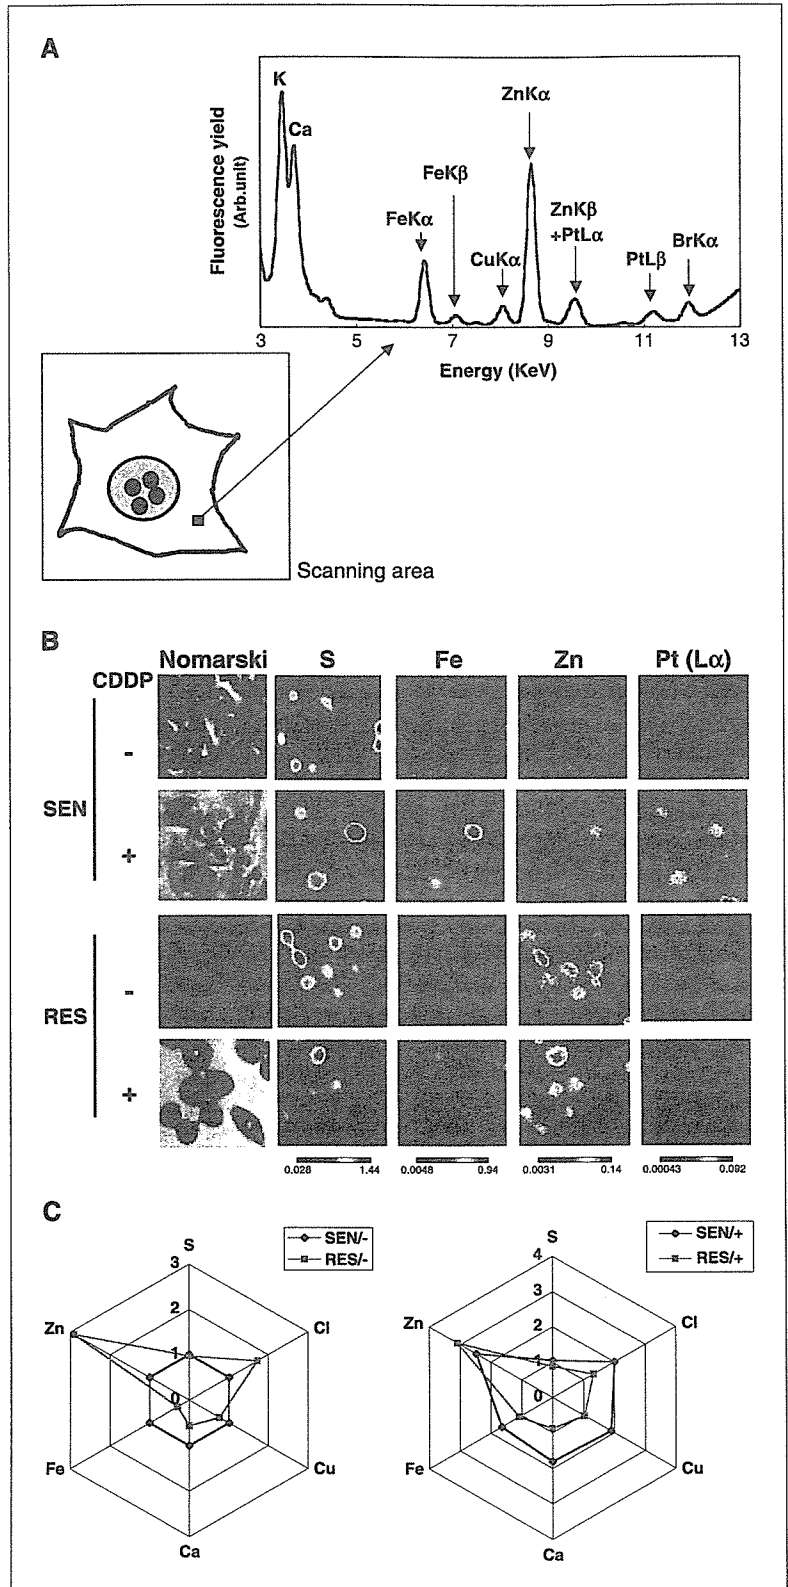 A
K
Ca
ZnKα
FeKβ
FeKα
ZnKβ
+PtLα
CuKα
PtLβ
BrKα
Fluorescence yield
(Arb.unit)
3 5 7 9 11 13
Energy (KeV)
Scanning area
B
Nomarski S Fe Zn Pt (Lα)
CDDP
-
SEN
+
-
RES
+
0.028 1.44 0.0048 0.94 0.0031 0.14 0.00043 0.092
C
SEN/-
RES/-
S
3
2
1
0
Zn
Cl
Fe
Cu
Ca
SEN/+
RES/+
S
4
3
2
1
0
Zn
Cl
Fe
Cu
Ca